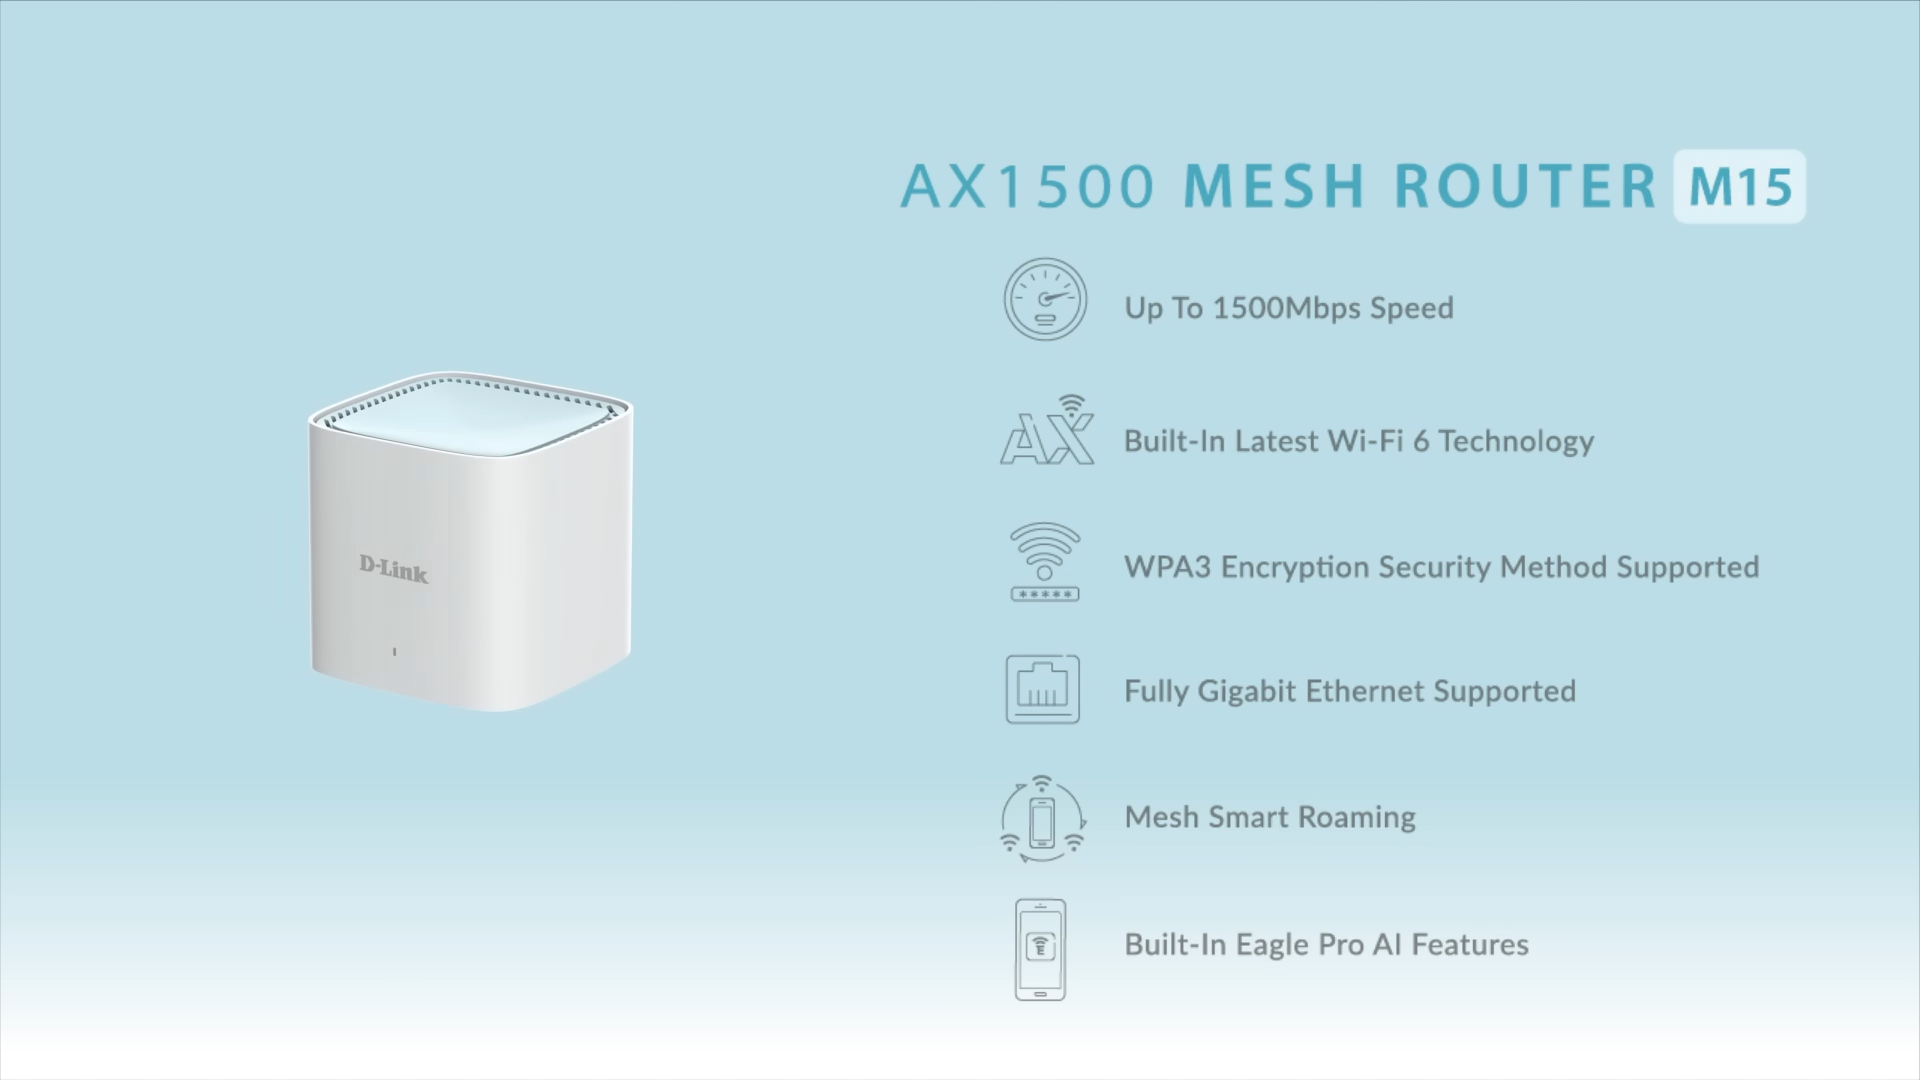 AX1500 MESH ROUTER M15
Up To 1500Mbps Speed
AX
Built-In Latest Wi-Fi 6 Technology
WPA3 Encryption Security Method Supported
*****
Fully Gigabit Ethernet Supported
Mesh Smart Roaming
Built-In Eagle Pro AI Features
D-Link